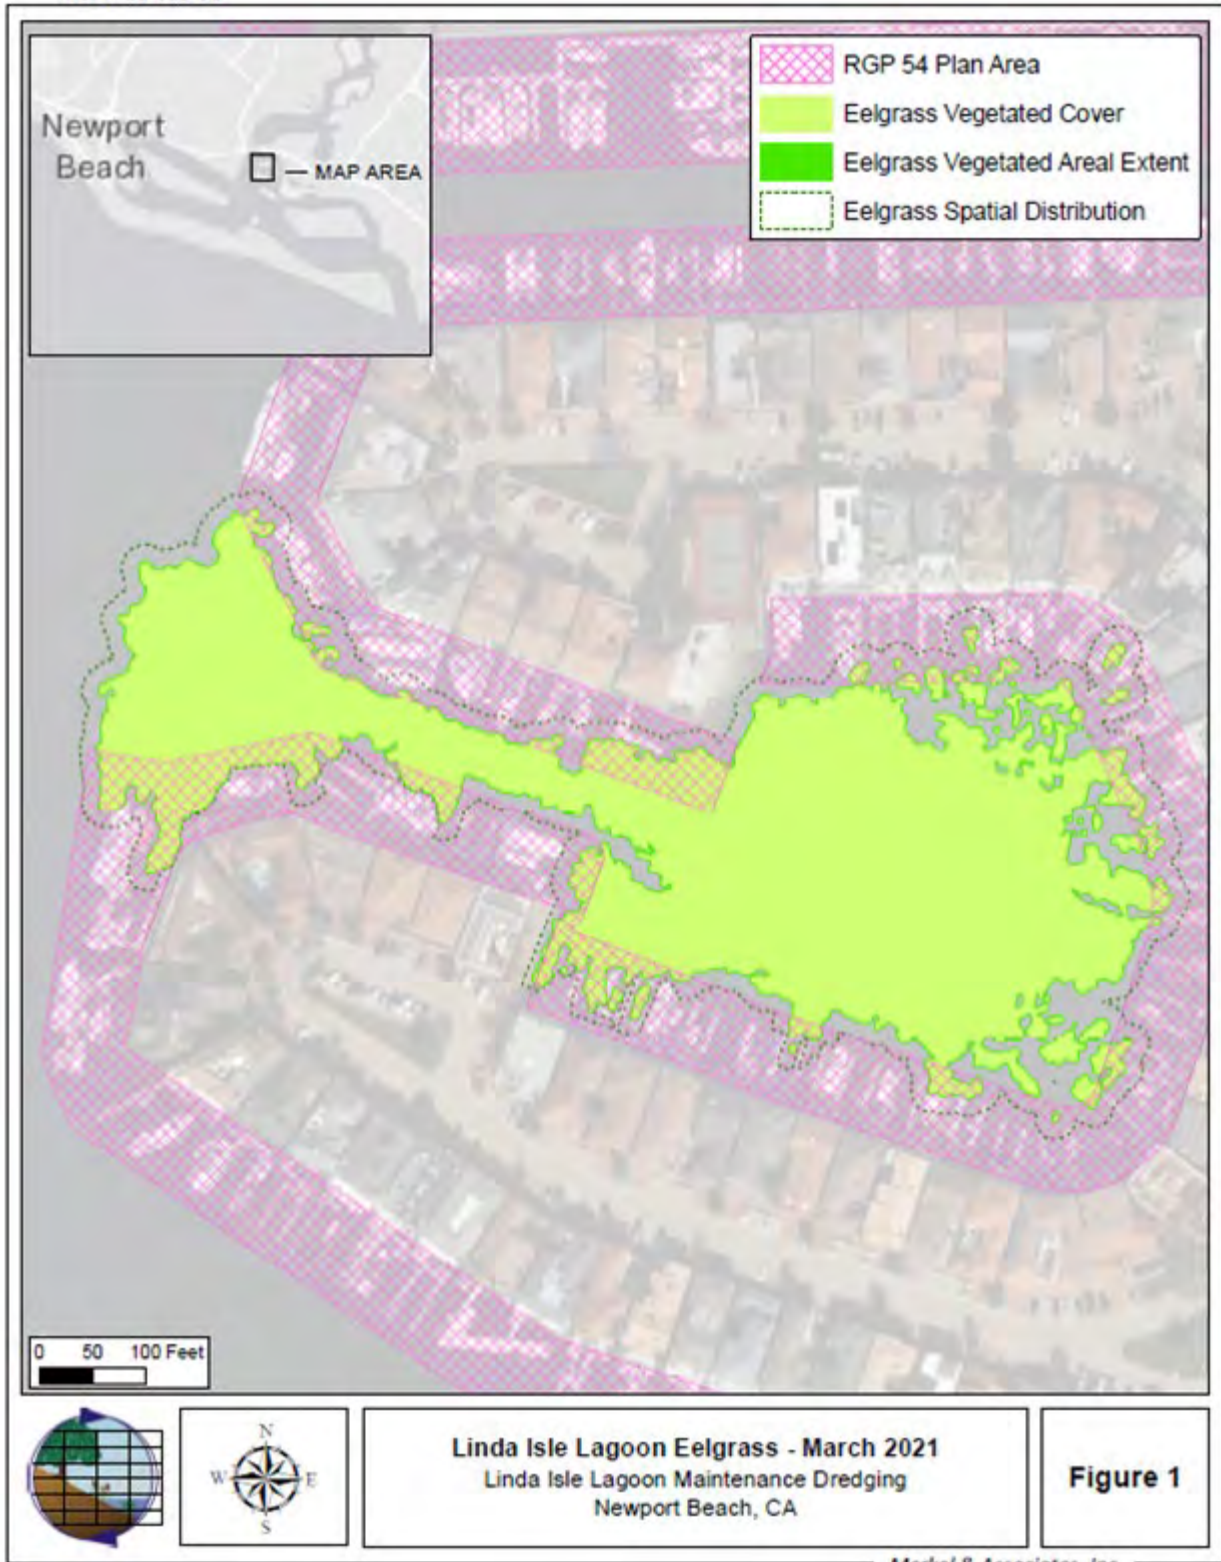 Newport
Beach
— MAP AREA
RGP 54 Plan Area
Eelgrass Vegetated Cover
Eelgrass Vegetated Areal Extent
Eelgrass Spatial Distribution
0 50 100 Feet
N
W E
S
Linda Isle Lagoon Eelgrass - March 2021
Linda Isle Lagoon Maintenance Dredging
Newport Beach, CA
Figure 1